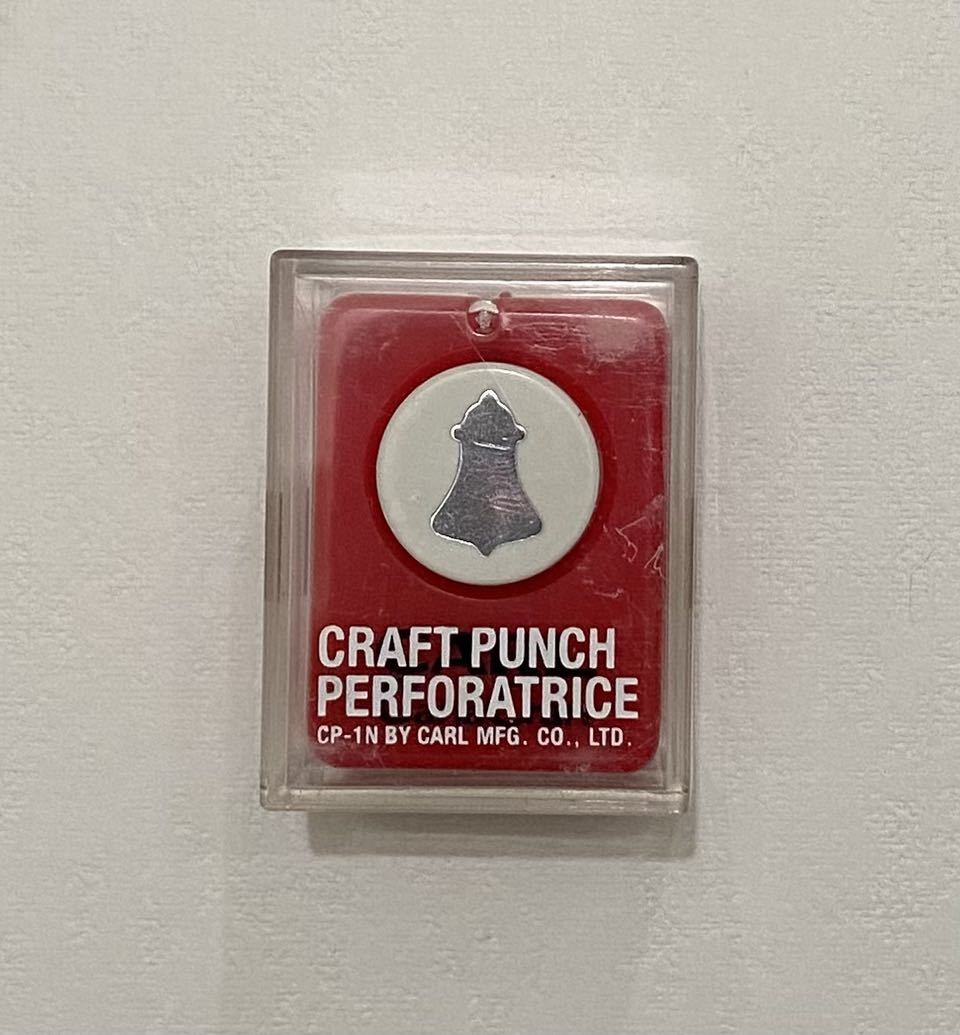 CRAFT PUNCH
PERFORATRICE
CP-1N BY CARL MFG. CO., LTD.